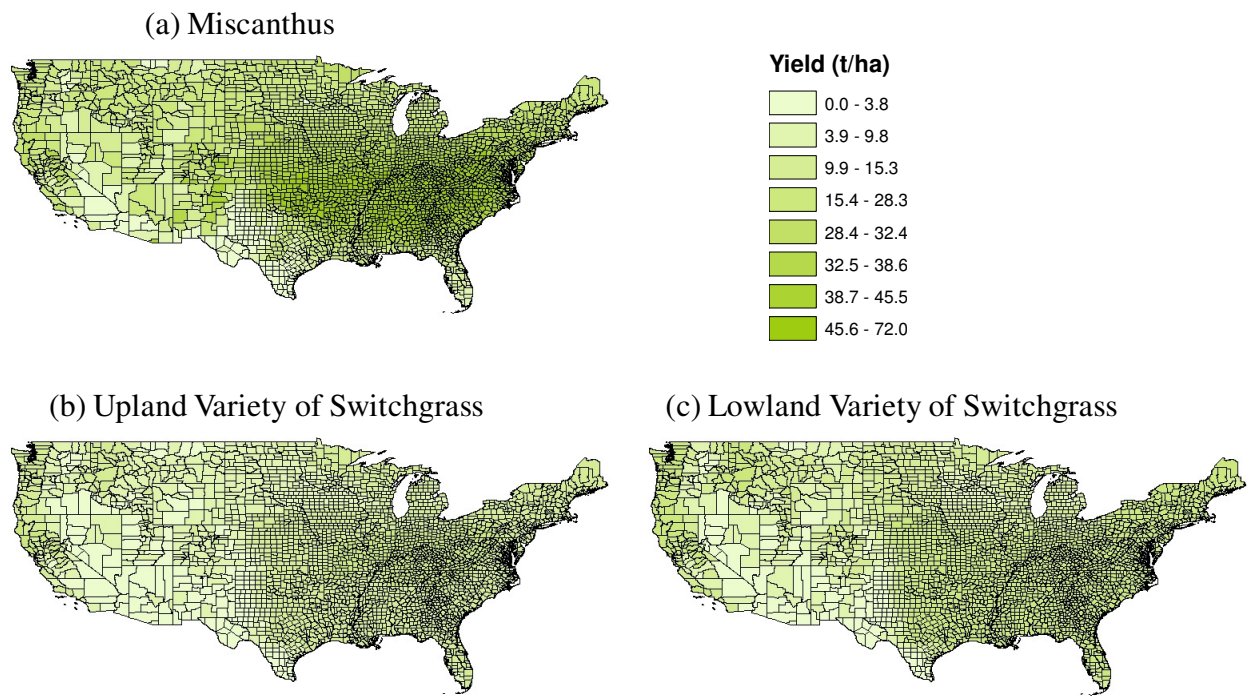 (a) Miscanthus
Yield (t/ha)
0.0 - 3.8
3.9 - 9.8
9.9 - 15.3
15.4 - 28.3
28.4 - 32.4
32.5 - 38.6
38.7 - 45.5
45.6 - 72.0
(b) Upland Variety of Switchgrass
(c) Lowland Variety of Switchgrass